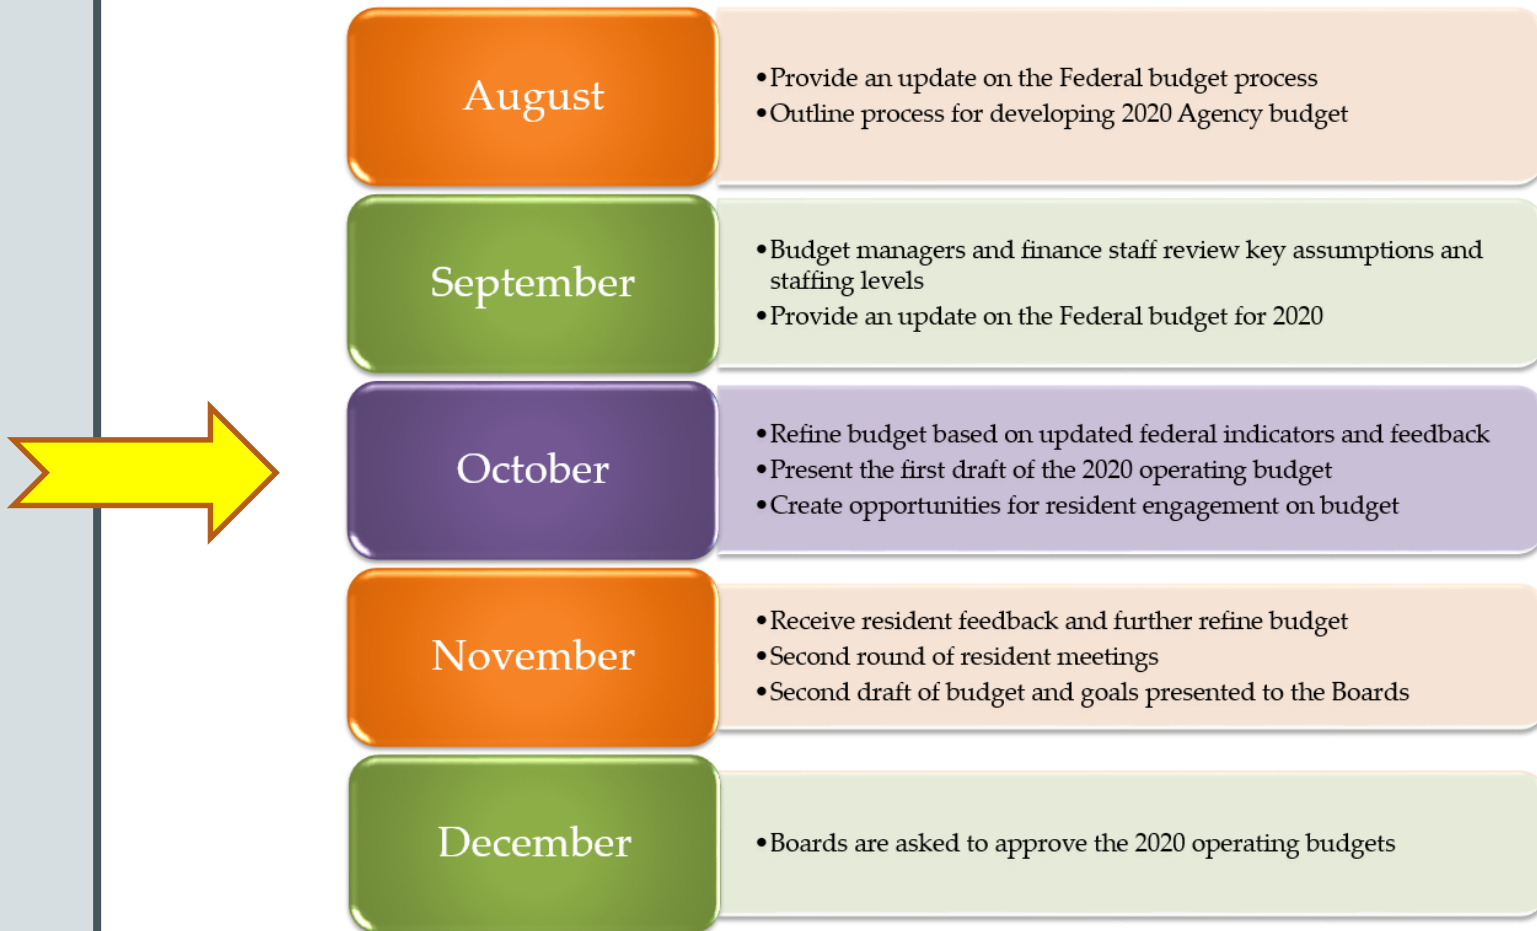 August
•Provide an update on the Federal budget process
•Outline process for developing 2020 Agency budget
September
•Budget managers and finance staff review key assumptions and
staffing levels
•Provide an update on the Federal budget for 2020
October
•Refine budget based on updated federal indicators and feedback
•Present the first draft of the 2020 operating budget
•Create opportunities for resident engagement on budget
November
•Receive resident feedback and further refine budget
•Second round of resident meetings
•Second draft of budget and goals presented to the Boards
December
•Boards are asked to approve the 2020 operating budgets